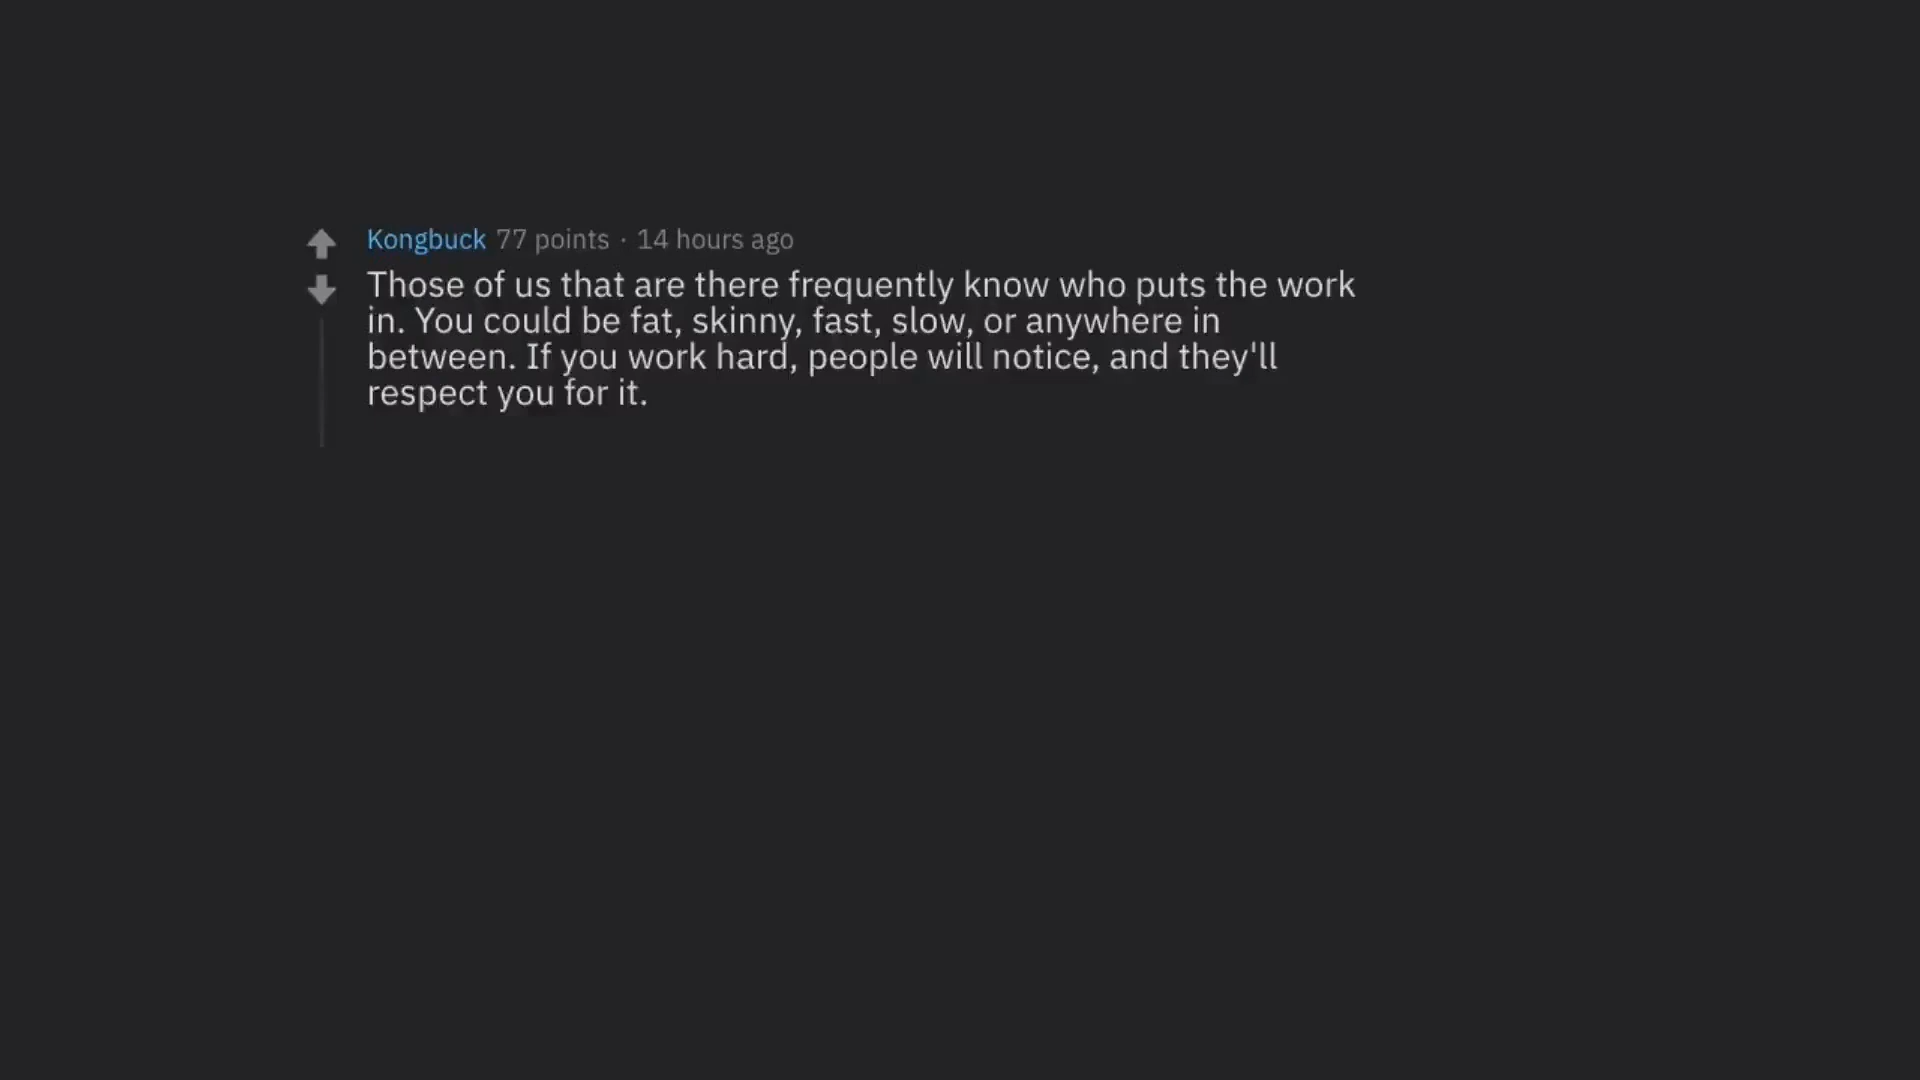 Kongbuck 77 points · 14 hours ago
Those of us that are there frequently know who puts the work
in. You could be fat, skinny, fast, slow, or anywhere in
between. If you work hard, people will notice, and they'll
respect you for it.